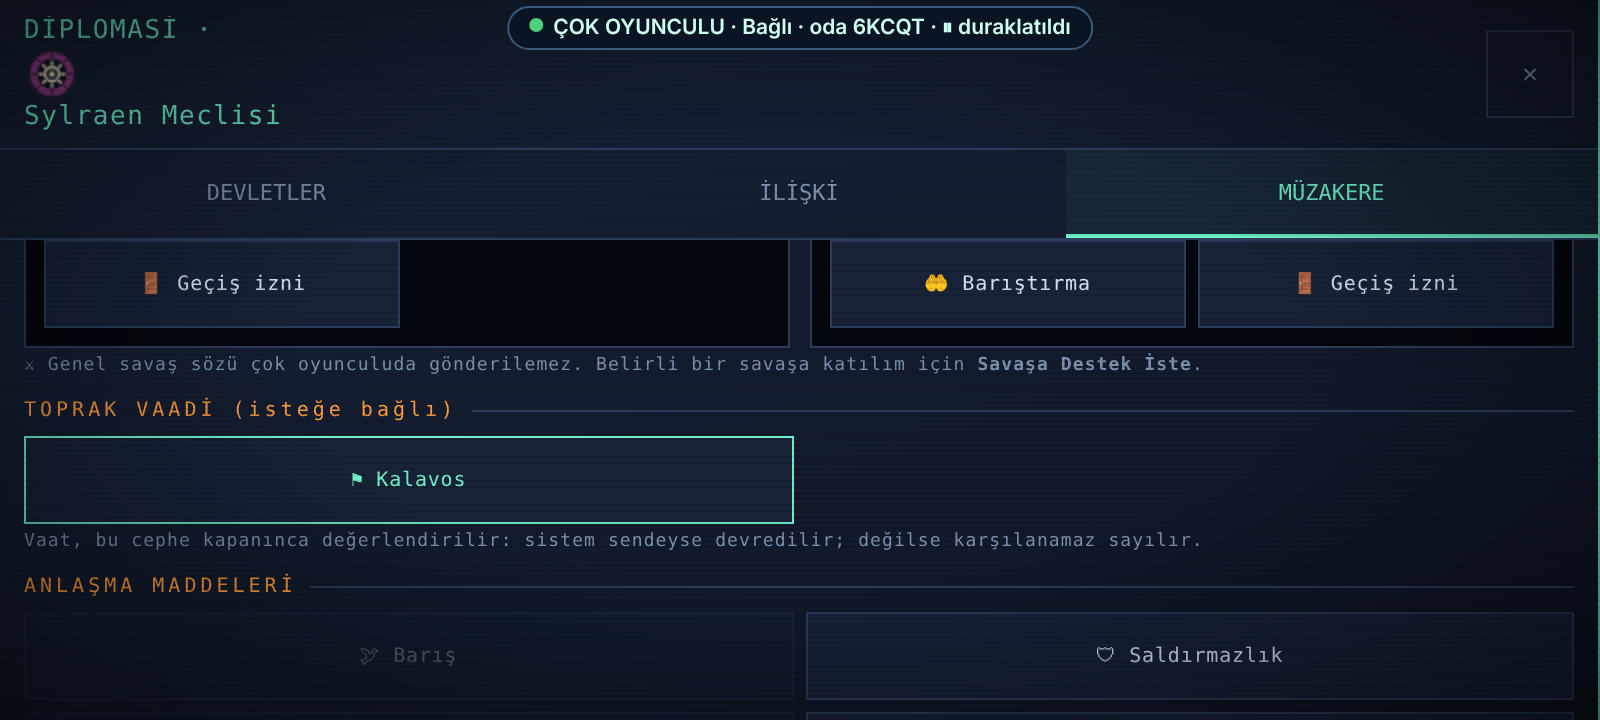 DİPLOMASİ ·
ÇOK OYUNCULU · Bağlı · oda 6KCQT · ⏸ duraklatıldı
×
Sylraen Meclisi
DEVLETLER
İLİŞKİ
MÜZAKERE
🚪 Geçiş izni
🤲 Barıştırma
🚪 Geçiş izni
⚔ Genel savaş sözü çok oyunculuda gönderilemez. Belirli bir savaşa katılım için Savaşa Destek İste.
TOPRAK VAADİ (isteğe bağlı)
⚑ Kalavos
Vaat, bu cephe kapanınca değerlendirilir: sistem sendeyse devredilir; değilse karşılanamaz sayılır.
ANLAŞMA MADDELERİ
🕊 Barış
🛡 Saldırmazlık